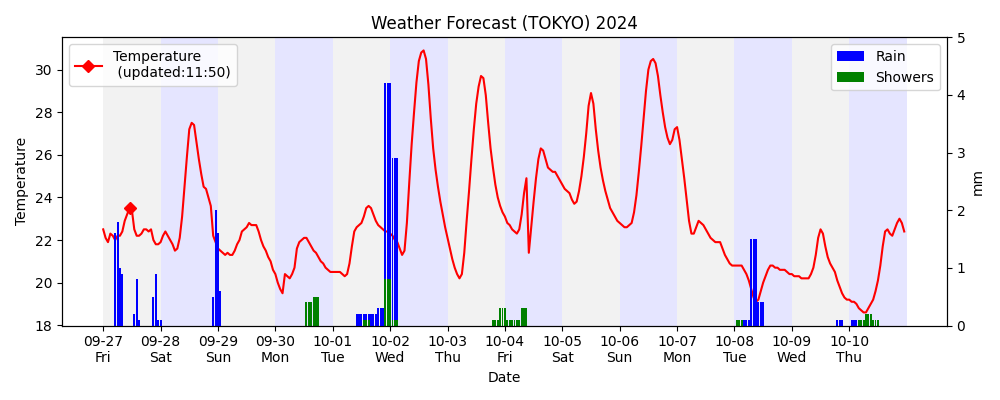 Weather Forecast (TOKYO) 2024
Temperature
(updated:11:50)
Rain
Showers
Temperature
30
28
26
24
22
20
18
5
4
3
2
1
0
mm
09-27 09-28 09-29 09-30 10-01 10-02 10-03 10-04 10-05 10-06 10-07 10-08 10-09 10-10
Fri Sat Sun Mon Tue Wed Thu Fri Sat Sun Mon Tue Wed Thu
Date